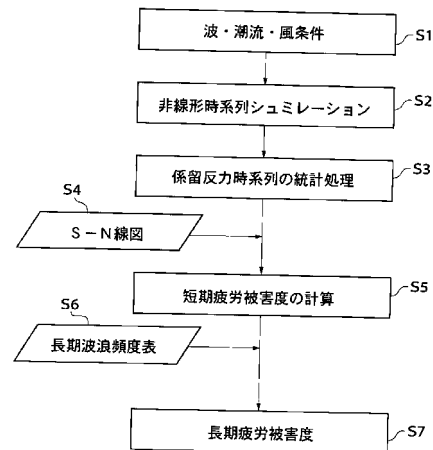 波・潮流・風条件
S1
非線形時系列シュミレーション
S2
係留反力時系列の統計処理
S3
S4
S－N線図
短期疲労被害度の計算
S5
S6
長期波浪頻度表
長期疲労被害度
S7